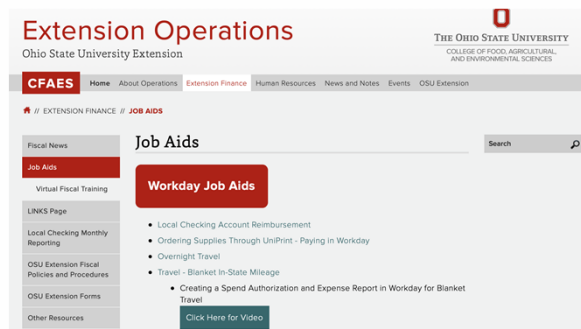 Extension Operations
Ohio State University Extension
THE OHIO STATE UNIVERSITY
COLLEGE OF FOOD, AGRICULTURAL,
AND ENVIRONMENTAL SCIENCES
CFAES Home About Operations Extension Finance Human Resources News and Notes Events OSU Extension
// EXTENSION FINANCE // JOB AIDS
Fiscal News
Job Aids
Virtual Fiscal Training
LINKS Page
Local Checking Monthly
Reporting
OSU Extension Fiscal
Policies and Procedures
OSU Extension Forms
Other Resources
Job Aids
Workday Job Aids
Local Checking Account Reimbursement
Ordering Supplies Through UniPrint - Paying in Workday
Overnight Travel
Travel - Blanket In-State Mileage
Creating a Spend Authorization and Expense Report in Workday for Blanket
Travel
Click Here for Video
Search